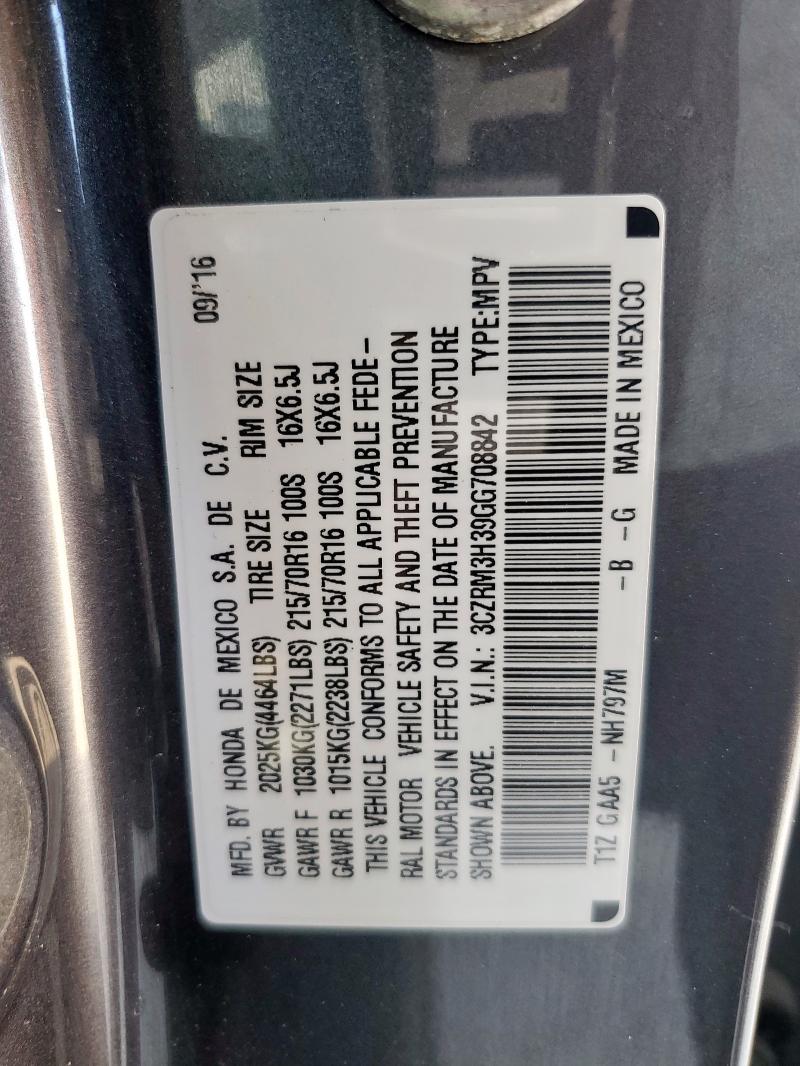 MFD. BY HONDA DE MEXICO S.A. DE C.V. 09/'16
GVWR 2025KG(4464LBS) TIRE SIZE RIM SIZE
GAWR F 1030KG(2271LBS) 215/70R16 100S 16X6.5J
GAWR R 1015KG(2238LBS) 215/70R16 100S 16X6.5J
THIS VEHICLE CONFORMS TO ALL APPLICABLE FEDE-
RAL MOTOR VEHICLE SAFETY AND THEFT PREVENTION
STANDARDS IN EFFECT ON THE DATE OF MANUFACTURE
SHOWN ABOVE. V.I.N.: 3CZRM3H39GG708842 TYPE:MPV
T1Z GAA5 -NH797M -B -G MADE IN MEXICO